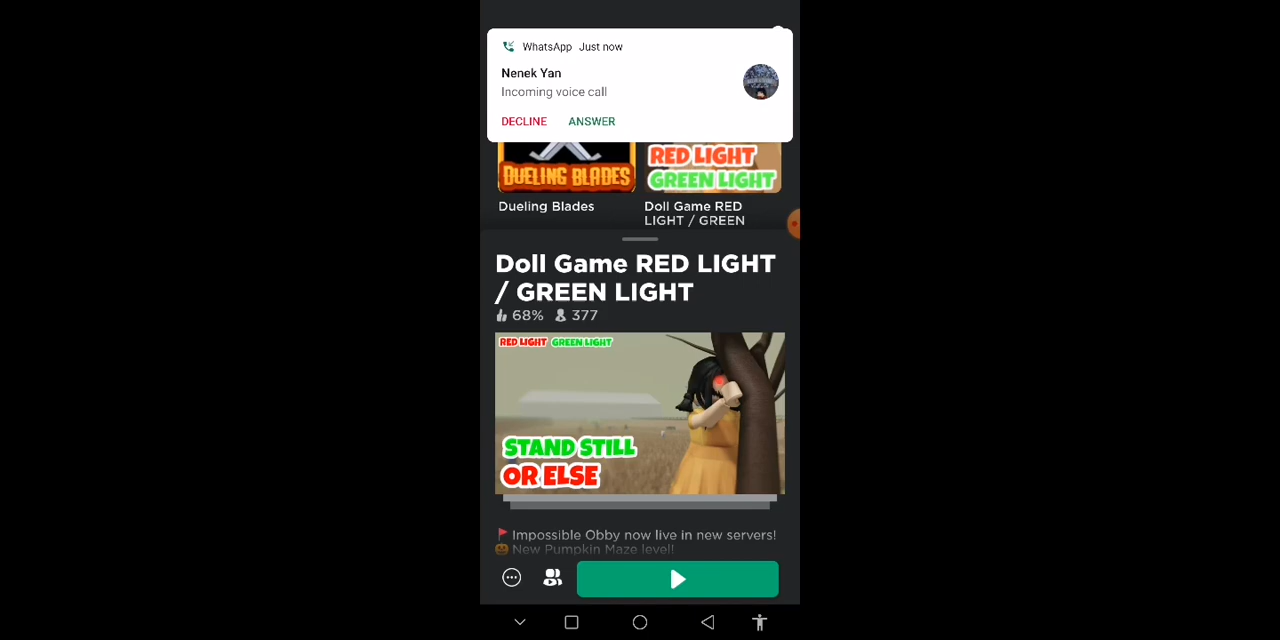 WhatsApp Just now
Nenek Yan
Incoming voice call
DECLINE ANSWER
DUELING BLADES
RED LIGHT
GREEN LIGHT
Dueling Blades
Doll Game RED
LIGHT / GREEN
Doll Game RED LIGHT
/ GREEN LIGHT
68% 377
RED LIGHT GREEN LIGHT
STAND STILL
OR ELSE
Impossible Obby now live in new servers!
New Pumpkin Maze level!